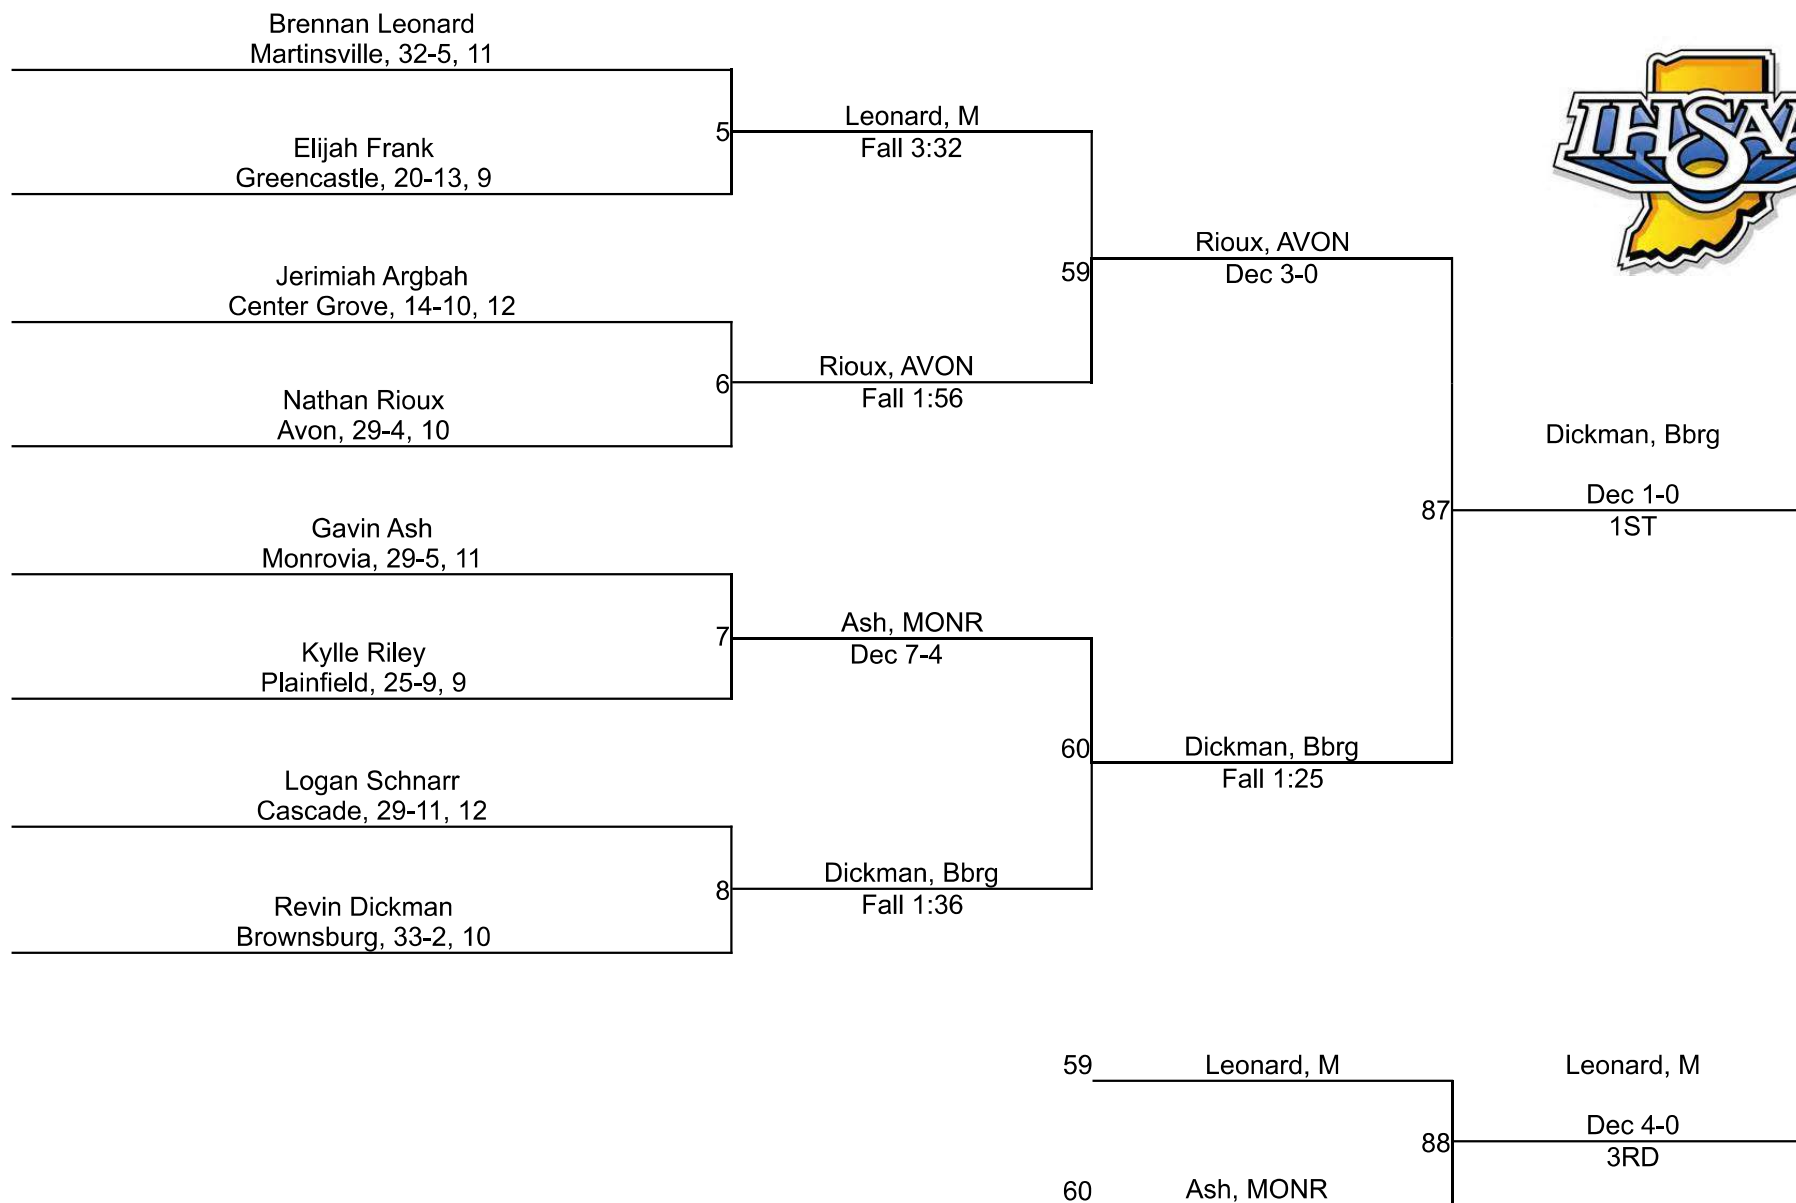 Brennan Leonard
Martinsville, 32-5, 11
5
Leonard, M
Fall 3:32
Elijah Frank
Greencastle, 20-13, 9
IHSAA
59
Rioux, AVON
Dec 3-0
Jerimiah Argbah
Center Grove, 14-10, 12
6
Rioux, AVON
Fall 1:56
Nathan Rioux
Avon, 29-4, 10
87
Dickman, Bbrg
Dec 1-0
1ST
Gavin Ash
Monrovia, 29-5, 11
7
Ash, MONR
Dec 7-4
Kylle Riley
Plainfield, 25-9, 9
60
Dickman, Bbrg
Fall 1:25
Logan Schnarr
Cascade, 29-11, 12
8
Dickman, Bbrg
Fall 1:36
Revin Dickman
Brownsburg, 33-2, 10
59
Leonard, M
88
Leonard, M
Dec 4-0
3RD
60
Ash, MONR